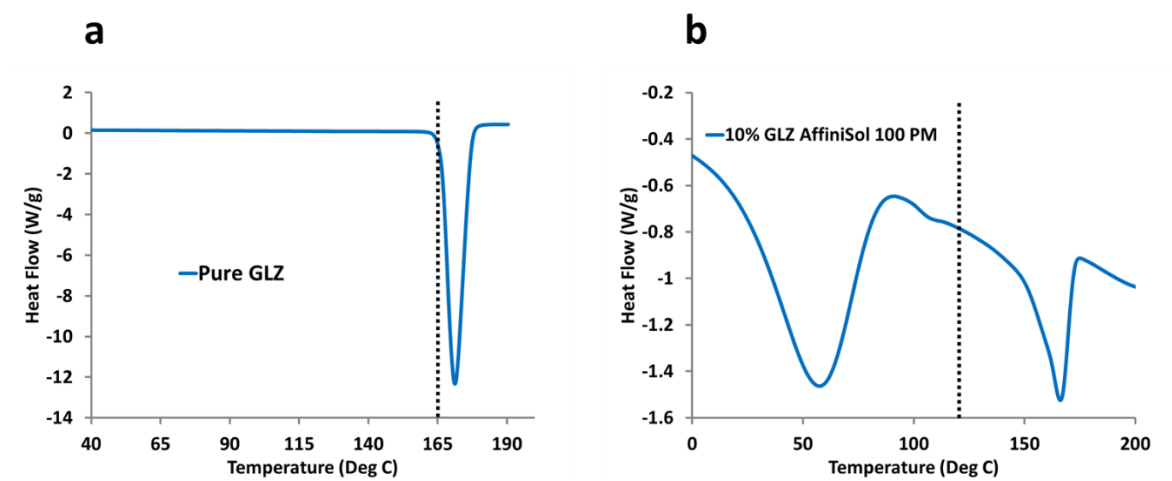 a
2
0
-2
-4
-6
-8
-10
-12
-14
Heat Flow (W/g)
Pure GLZ
40 65 90 115 140 165 190
Temperature (Deg C)
b
-0.2
-0.4
-0.6
-0.8
-1
-1.2
-1.4
-1.6
Heat Flow (W/g)
10% GLZ AffiniSol 100 PM
0 50 100 150 200
Temperature (Deg C)